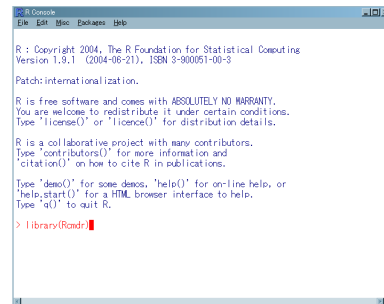 R Console
File Edit Misc Packages Help
R : Copyright 2004, The R Foundation for Statistical Computing
Version 1.9.1 (2004-06-21), ISBN 3-900051-00-3
Patch:internationalization.
R is free software and comes with ABSOLUTELY NO WARRANTY.
You are welcome to redistribute it under certain conditions.
Type 'license()' or 'licence()' for distribution details.
R is a collaborative project with many contributors.
Type 'contributors()' for more information and
'citation()' on how to cite R in publications.
Type 'demo()' for some demos, 'help()' for on-line help, or
'help.start()' for a HTML browser interface to help.
Type 'q()' to quit R.
> library(Rcmdr)